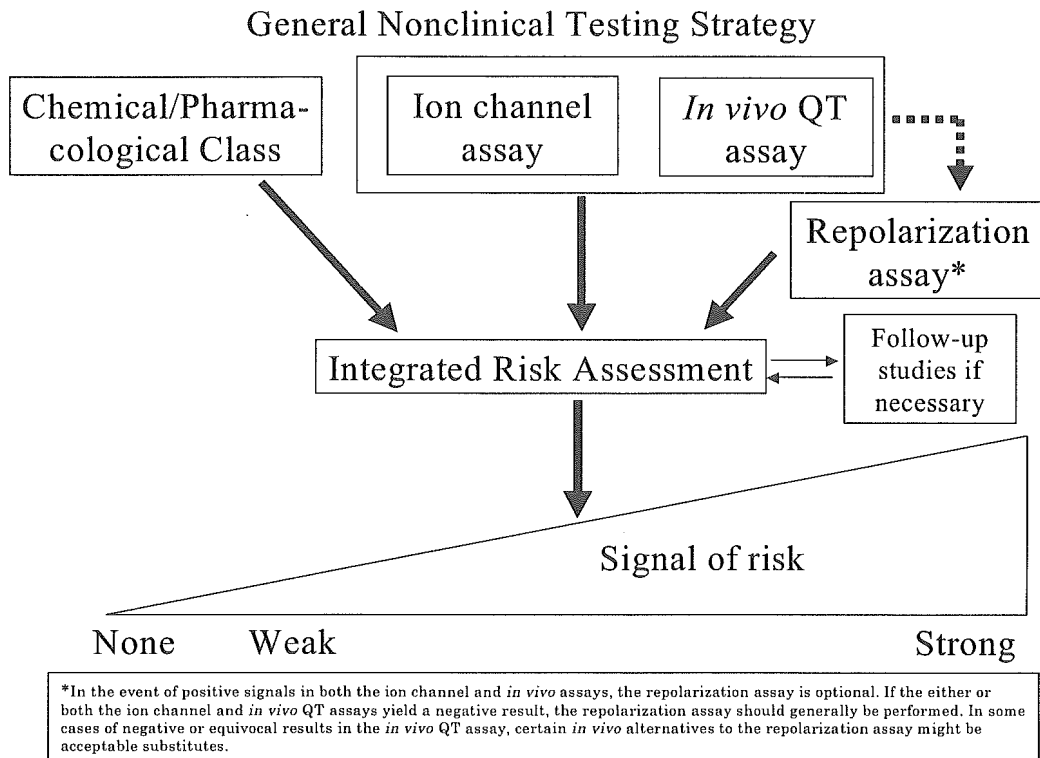 General Nonclinical Testing Strategy
Chemical/Pharma-
cological Class
Ion channel
assay
In vivo QT
assay
Repolarization
assay*
Integrated Risk Assessment
Follow-up
studies if
necessary
Signal of risk
None
Weak
Strong
*In the event of positive signals in both the ion channel and in vivo assays, the repolarization assay is optional. If the either or
both the ion channel and in vivo QT assays yield a negative result, the repolarization assay should generally be performed. In some
cases of negative or equivocal results in the in vivo QT assay, certain in vivo alternatives to the repolarization assay might be
acceptable substitutes.